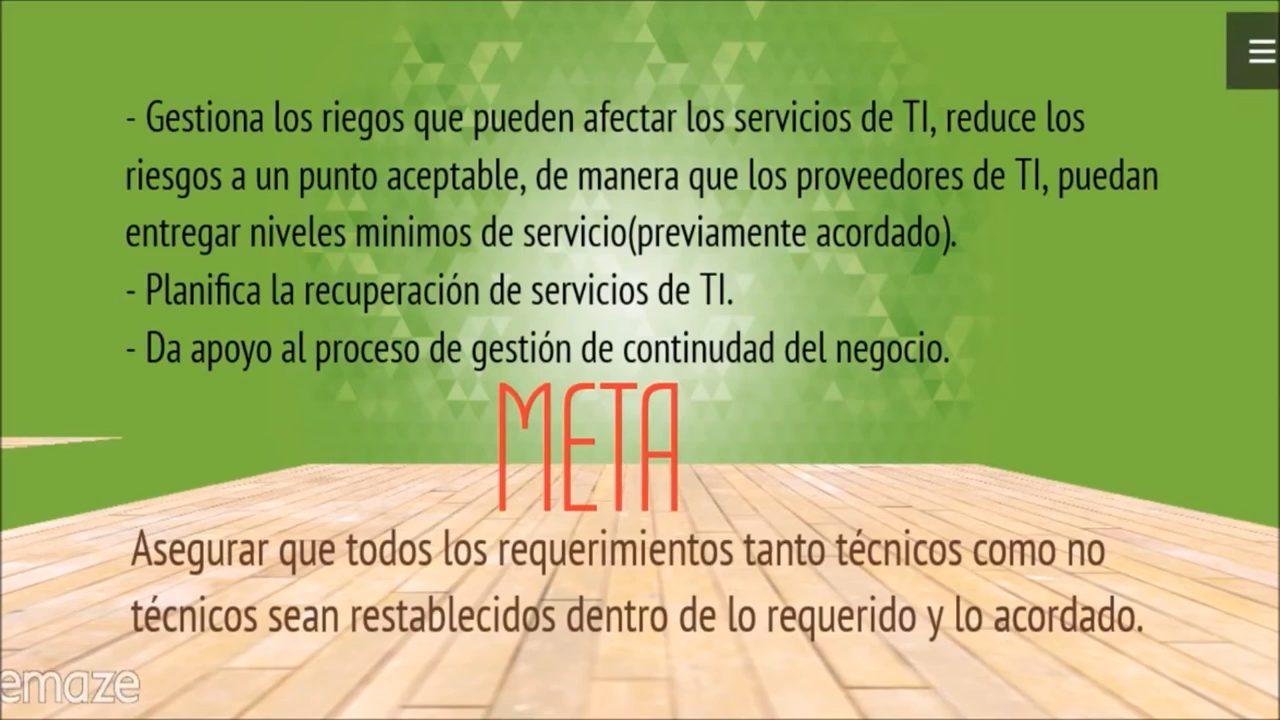 - Gestiona los riegos que pueden afectar los servicios de TI, reduce los
riesgos a un punto aceptable, de manera que los proveedores de TI, puedan
entregar niveles minimos de servicio(previamente acordado).
- Planifica la recuperación de servicios de TI.
- Da apoyo al proceso de gestión de continudad del negocio.
META
Asegurar que todos los requerimientos tanto técnicos como no
técnicos sean restablecidos dentro de lo requerido y lo acordado.
emaze